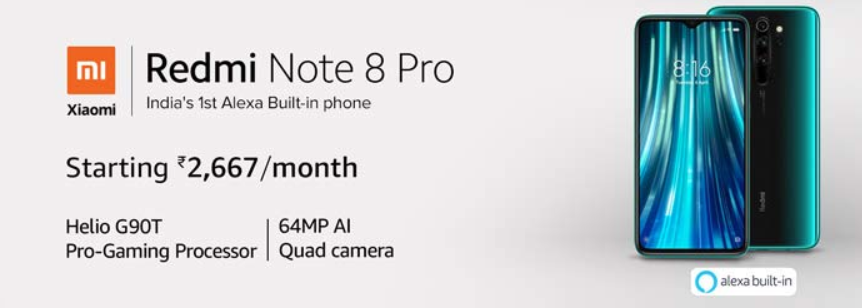 mi
Xiaomi
Redmi Note 8 Pro
India's 1st Alexa Built-in phone
Starting ₹2,667/month
Helio G90T
Pro-Gaming Processor
64MP AI
Quad camera
8:16
Redmi
alexa built-in